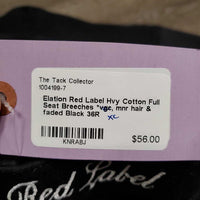 The Tack Collector
1004199-7
Elation Red Label Hvy Cotton Full
Seat Breeches *vgc, mnr hair &
faded Black 36R
xc
$56.00
KNRABJ
Red Label